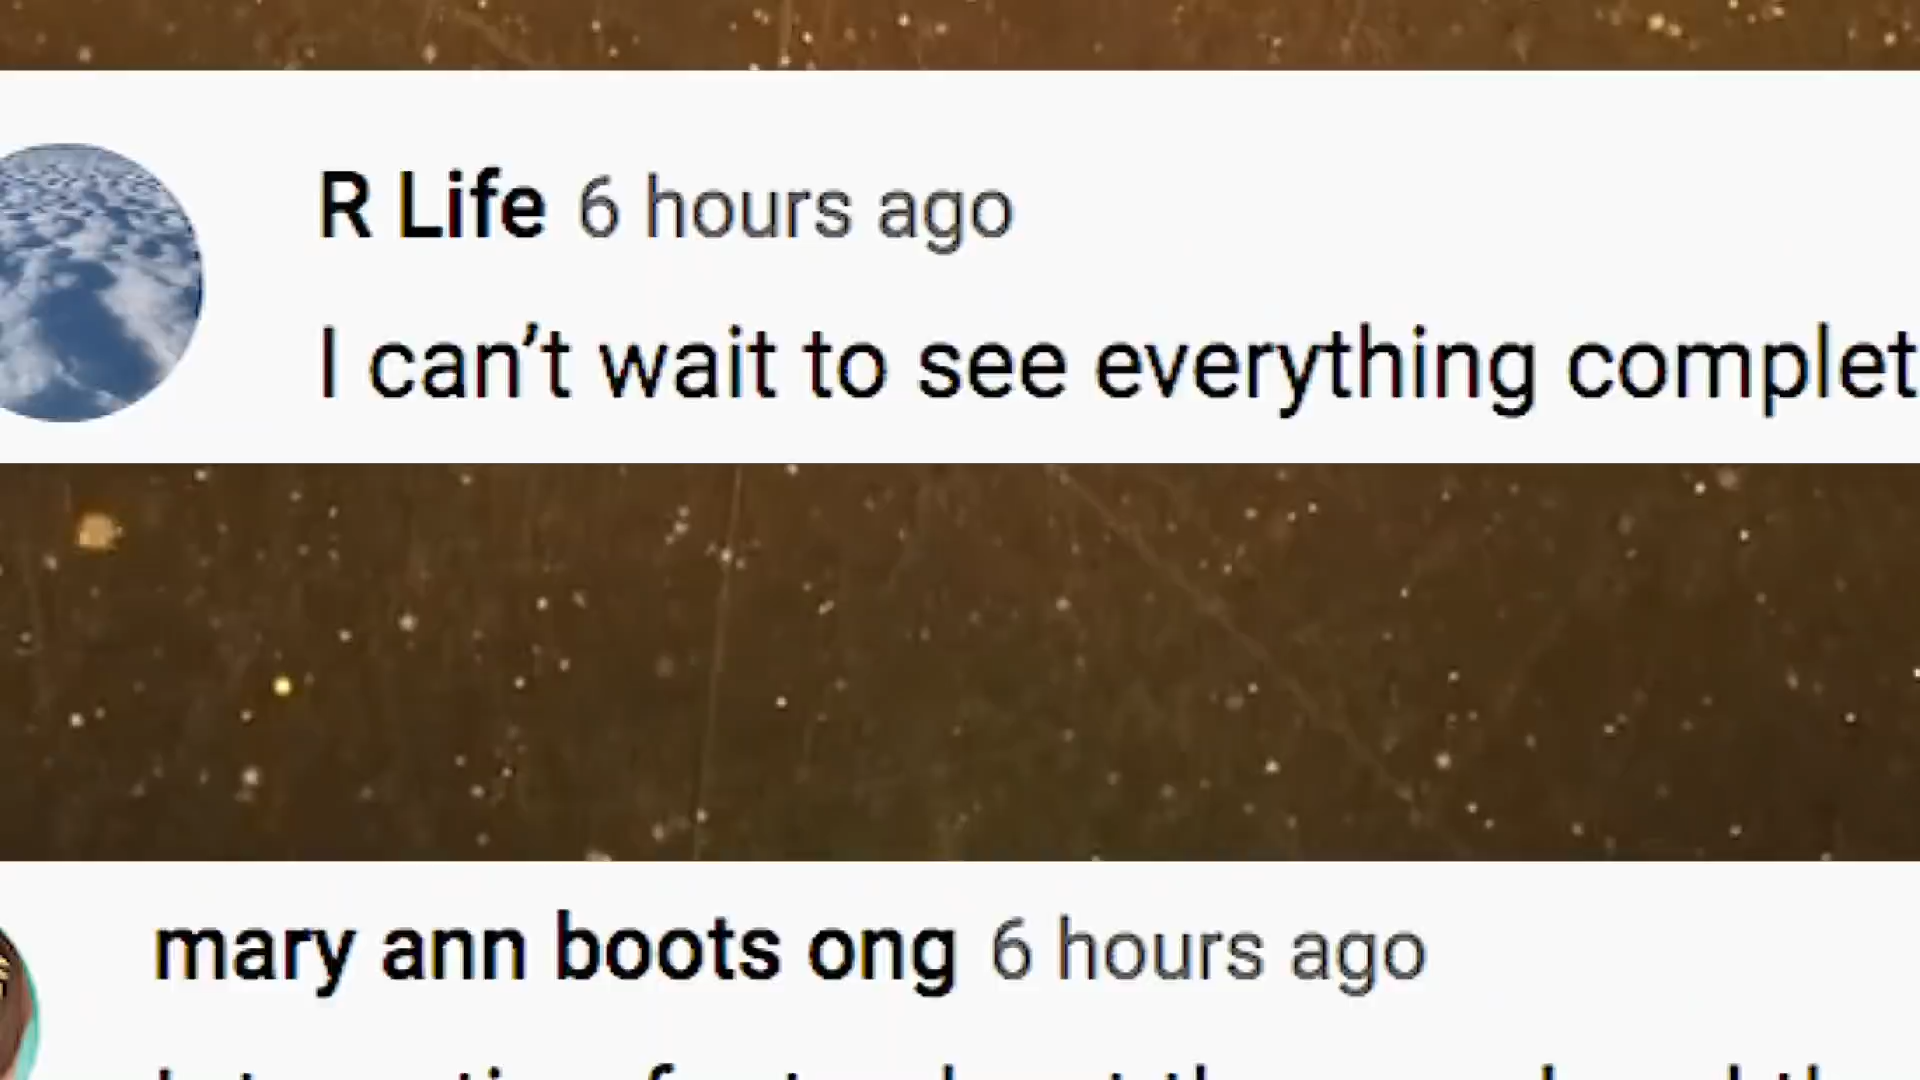 R Life 6 hours ago
I can’t wait to see everything complet
mary ann boots ong 6 hours ago